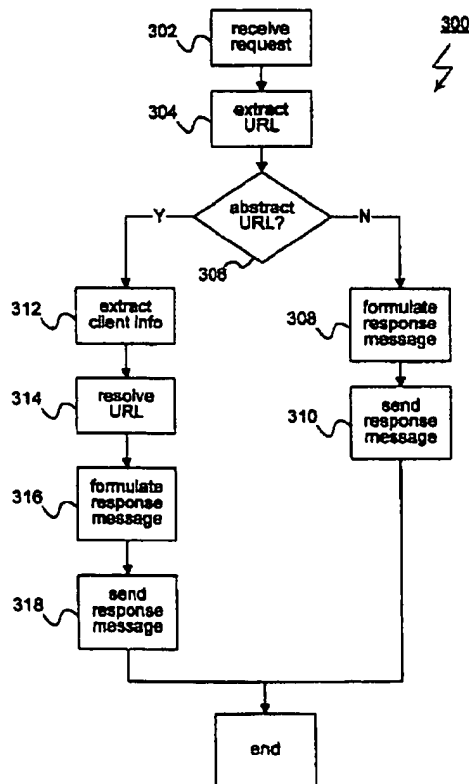 300
302
receive
request
304
extract
URL
abstract
URL?
306
Y
N
312
extract
client info
308
formulate
response
message
314
resolve
URL
310
send
response
message
316
formulate
response
message
318
send
response
message
end